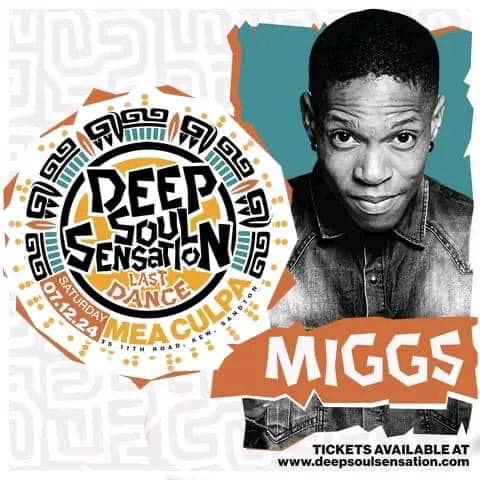 DEEP
SOUL
SENSATION
LAST
DANCE
SATURDAY
07.12.24
MEA CULPA
35 11TH ROAD, KEW, SANDTON
MIGGS
TICKETS AVAILABLE AT
www.deepsoulsensation.com